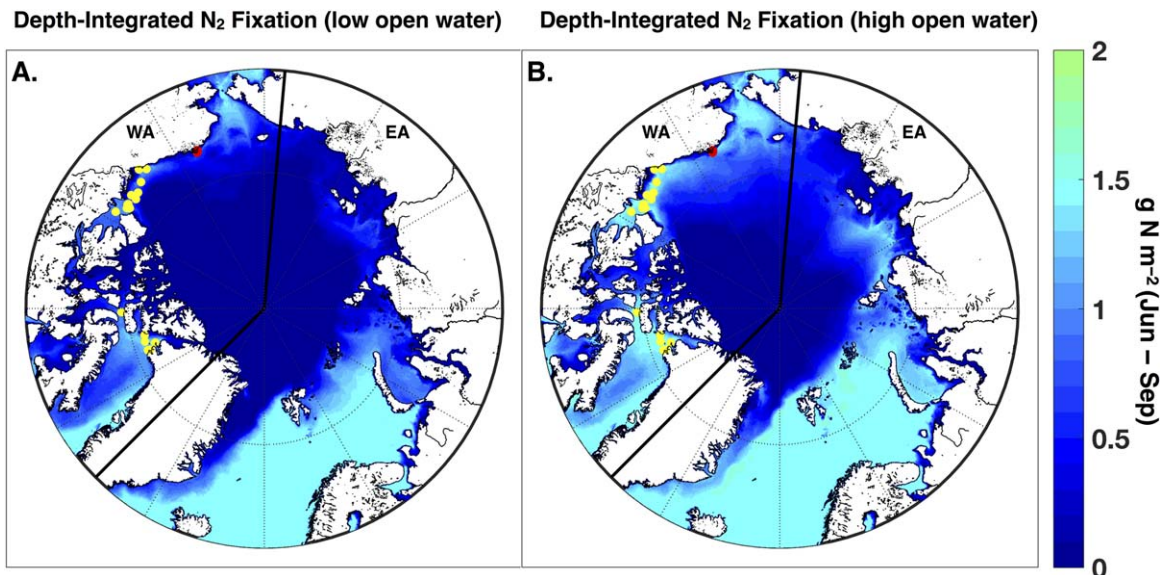 Depth-Integrated N₂ Fixation (low open water)
Depth-Integrated N₂ Fixation (high open water)
A.
WA
EA
B.
WA
EA
2
1.5
1
0.5
0
g N m⁻² (Jun – Sep)